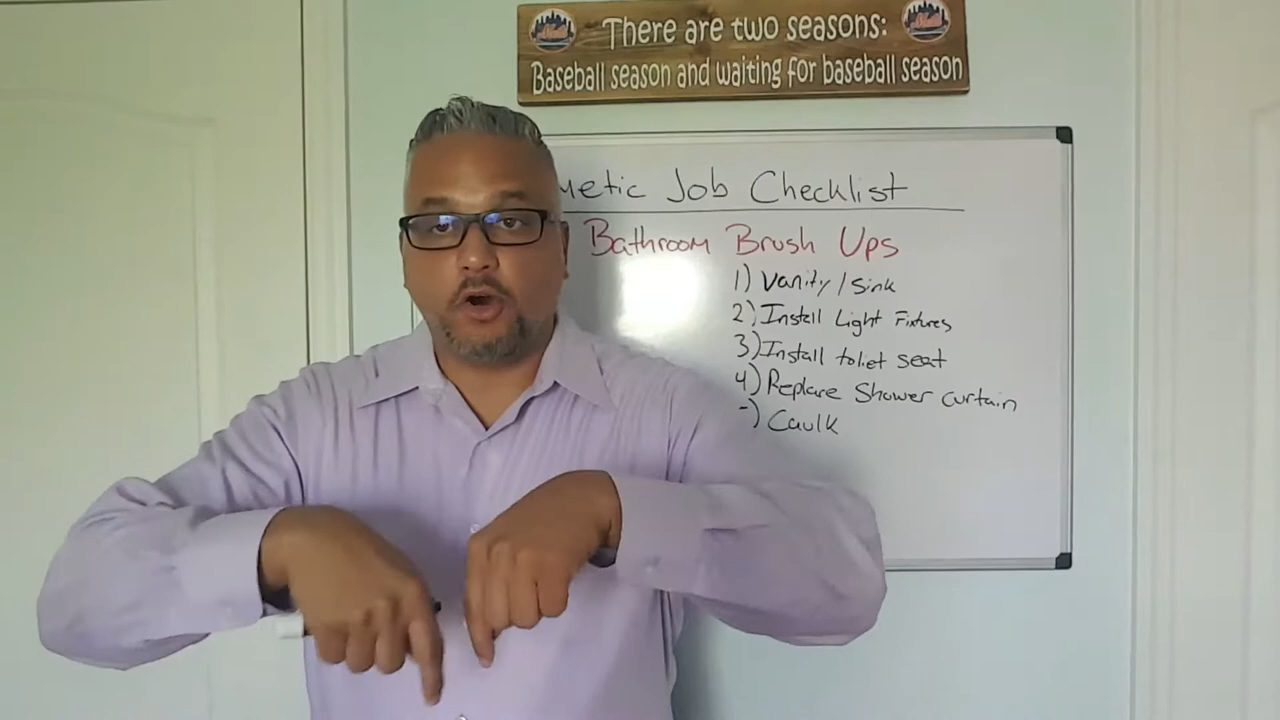 There are two seasons:
Baseball season and waiting for baseball season
metic Job Checklist
Bathroom Brush Ups
1) Vanity / Sink
2) Install Light Fixtures
3) Install toliet seat
4) Replace Shower curtain
-) Caulk